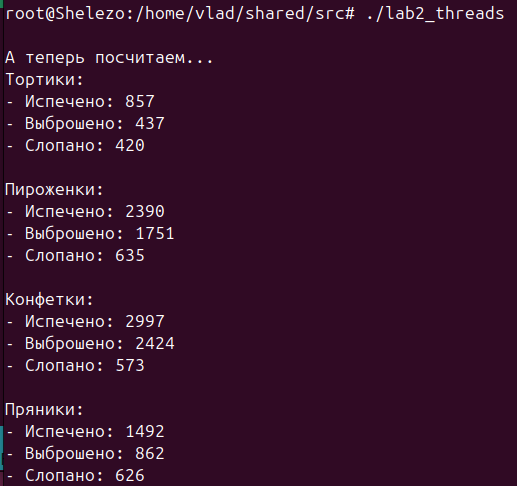 root@Shelezo:/home/vlad/shared/src# ./lab2_threads
А теперь посчитаем...
Тортики:
- Испечено: 857
- Выброшено: 437
- Слопано: 420
Пироженки:
- Испечено: 2390
- Выброшено: 1751
- Слопано: 635
Конфетки:
- Испечено: 2997
- Выброшено: 2424
- Слопано: 573
Пряники:
- Испечено: 1492
- Выброшено: 862
- Слопано: 626